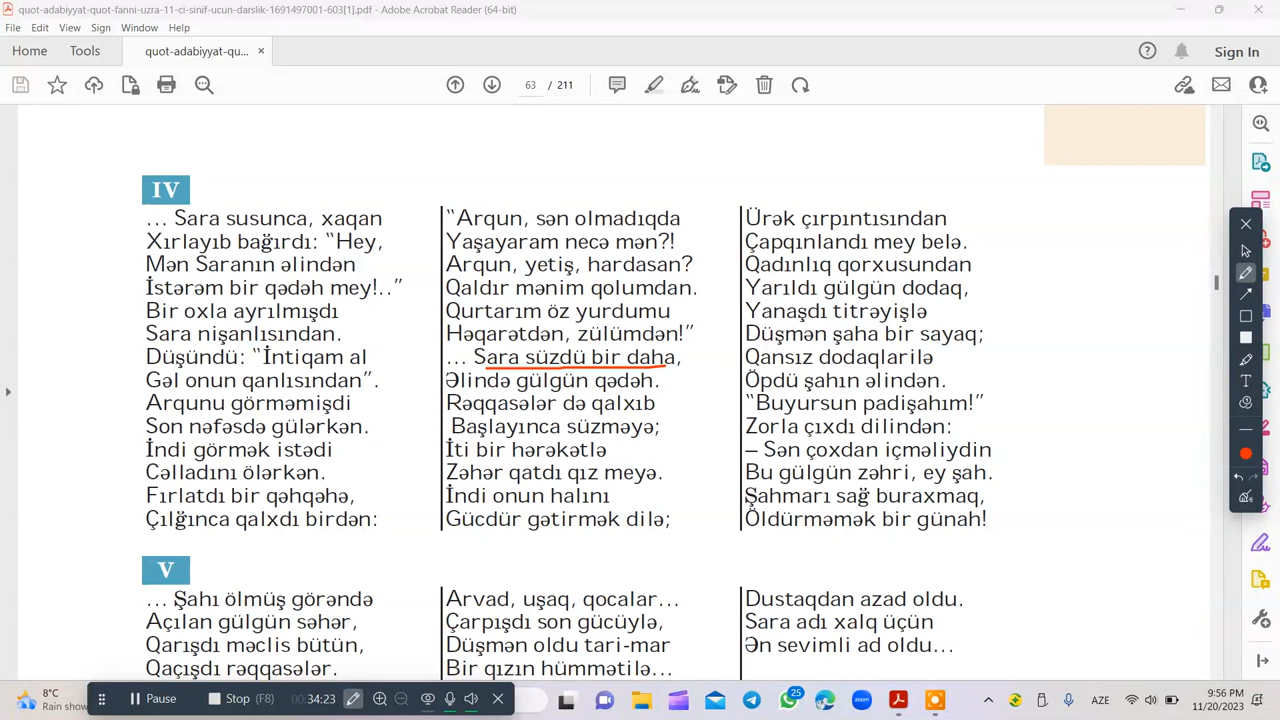 quot-adabiyyat-quot-fanni-uzra-11-ci-sinif-ucun-darslik-1691497001-603[1].pdf - Adobe Acrobat Reader (64-bit)
File Edit View Sign Window Help
Home Tools quot-adabiyyat-qu... × Sign In
63 / 211
IV
... Sara susunca, xaqan
Xırlayıb bağırdı: “Hey,
Mən Saranın əlindən
İstərəm bir qədəh mey!..”
Bir oxla ayrılmışdı
Sara nişanlısından.
Düşündü: “İntiqam al
Gəl onun qanlısından”.
Arqunu görməmişdi
Son nəfəsdə gülərkən.
İndi görmək istədi
Cəlladını ölərkən.
Fırlatdı bir qəhqəhə,
Çılğınca qalxdı birdən:
“Arqun, sən olmadıqda
Yaşayaram necə mən?!
Arqun, yetiş, hardasan?
Qaldır mənim qolumdan.
Qurtarım öz yurdumu
Həqarətdən, zülümdən!”
... Sara süzdü bir daha,
Əlində gülgün qədəh.
Rəqqasələr də qalxıb
Başlayınca süzməyə;
İti bir hərəkətlə
Zəhər qatdı qız meyə.
İndi onun halını
Gücdür gətirmək dilə;
Ürək çırpıntısından
Çapqınlandı mey belə.
Qadınlıq qorxusundan
Yarıldı gülgün dodaq,
Yanaşdı titrəyişlə
Düşmən şaha bir sayaq;
Qansız dodaqlarilə
Öpdü şahın əlindən.
“Buyursun padişahım!”
Zorla çıxdı dilindən:
– Sən çoxdan içməliydin
Bu gülgün zəhri, ey şah.
Şahmarı sağ buraxmaq,
Öldürməmək bir günah!
V
... Şahı ölmüş görəndə
Açılan gülgün səhər,
Qarışdı məclis bütün,
Qaçışdı rəqqasələr.
Arvad, uşaq, qocalar...
Çarpışdı son gücüylə,
Düşmən oldu tari-mar
Bir qızın hümmətilə...
Dustaqdan azad oldu.
Sara adı xalq üçün
Ən sevimli ad oldu...
8°C
Rain show
Pause Stop (F8) 00:34:23
25
zoom
AZE
9:56 PM
11/20/2023